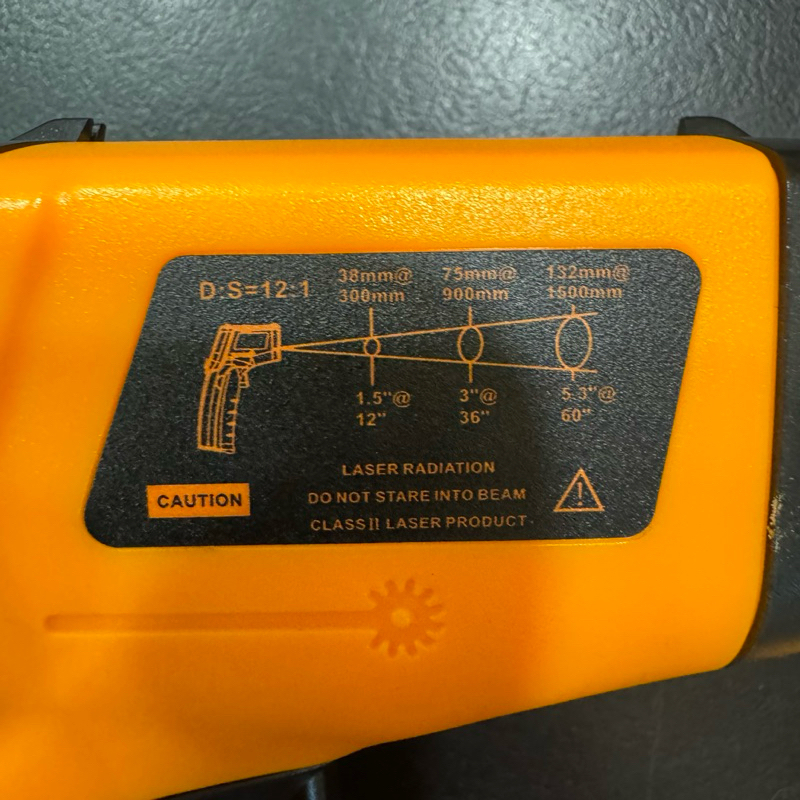 D:S=12:1
38mm@
300mm
75mm@
900mm
132mm@
1500mm
1.5"@
12"
3"@
36"
5.3"@
60"
CAUTION
LASER RADIATION
DO NOT STARE INTO BEAM
CLASS II LASER PRODUCT